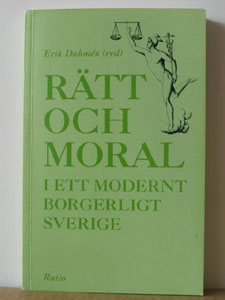 Erik Dahmén (red)
RÄTT
OCH
MORAL
I ETT MODERNT
BORGERLIGT
SVERIGE
Ratio